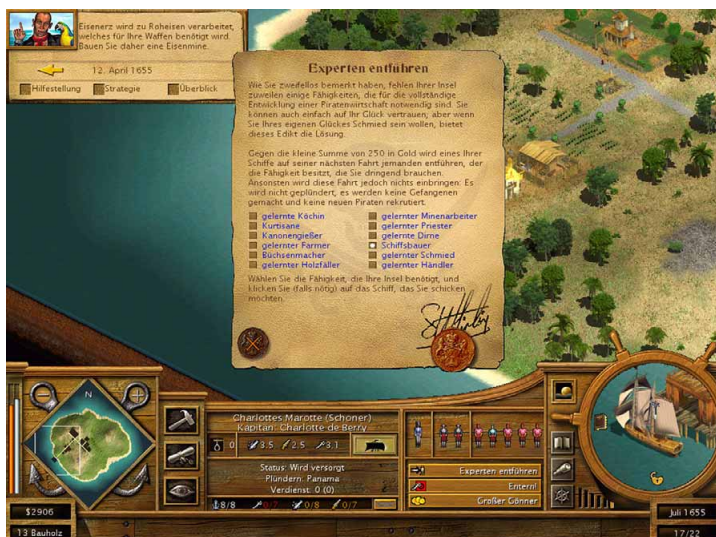 Eisenerz wird zu Roheisen verarbeitet,
welches für Ihre Waffen benötigt wird.
Bauen Sie daher eine Eisenmine.
12. April 1655
Hilfestellung
Strategie
Überblick
Experten entführen
Wie Sie zweifellos bemerkt haben, fehlen Ihrer Insel
zuweilen einige Fähigkeiten, die für die vollständige
Entwicklung einer Piratenwirtschaft notwendig sind. Sie
können auch einfach auf Ihr Glück vertrauen; aber wenn
Sie Ihres eigenen Glückes Schmied sein wollen, bietet
dieses Edikt die Lösung.
Gegen die kleine Summe von 250 in Gold wird eines Ihrer
Schiffe auf seiner nächsten Fahrt jemanden entführen, der
die Fähigkeit besitzt, die Sie dringend brauchen.
Ansonsten wird diese Fahrt jedoch nichts einbringen: Es
wird nicht geplündert, es werden keine Gefangenen
gemacht und keine neuen Piraten rekrutiert.
gelernte Köchin
gelernter Minenarbeiter
Kurtisane
gelernter Priester
Kanonengießer
gelernte Dirne
gelernter Farmer
Schiffsbauer
Büchsenmacher
gelernter Schmied
gelernter Holzfäller
gelernter Händler
Wählen Sie die Fähigkeit, die Ihre Insel benötigt, und
klicken Sie (falls nötig) auf das Schiff, das Sie schicken
möchten.
N
Charlottes Marotte (Schoner)
Kapitän: Charlotte de Berry
0
3.5
2.5
3.1
Status: Wird versorgt
Plündern: Panama
Verdienst: 0 (0)
8/8
0/8
0/7
Experten entführen
Entern!
Großer Gönner
$2906
Juli 1655
13 Bauholz
17/22